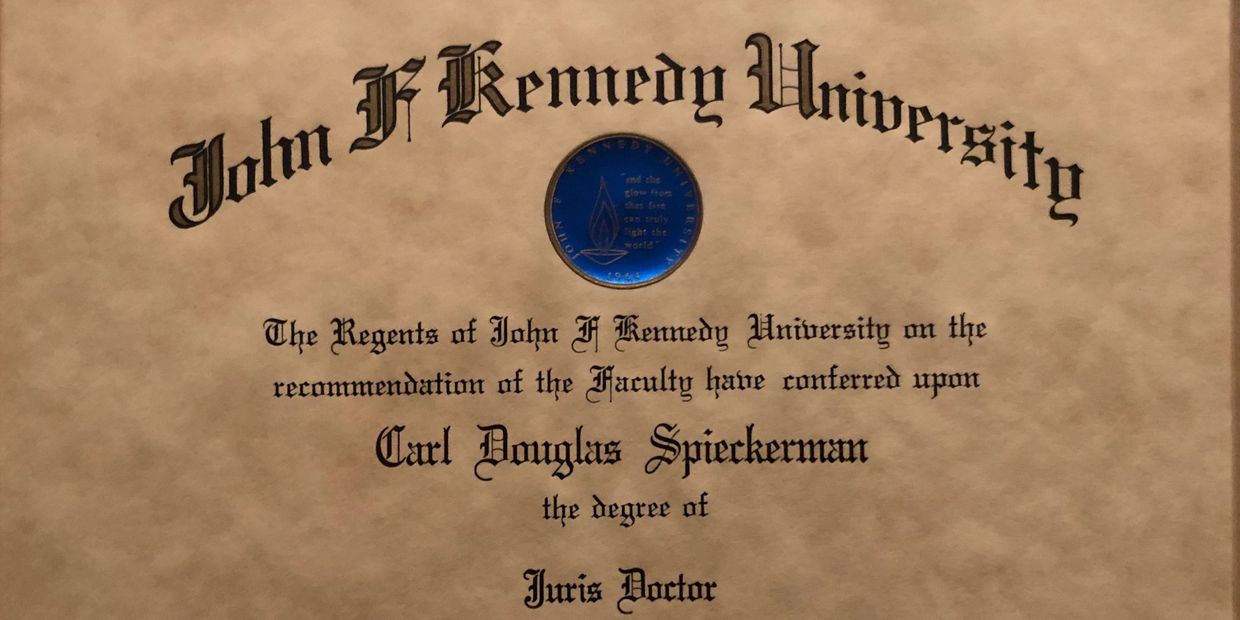 John F Kennedy University
JOHN F KENNEDY UNIVERSITY
"and the
glow from
that fire
can truly
light the
world"
1964
The Regents of John F Kennedy University on the
recommendation of the Faculty have conferred upon
Carl Douglas Spieckerman
the degree of
Juris Doctor